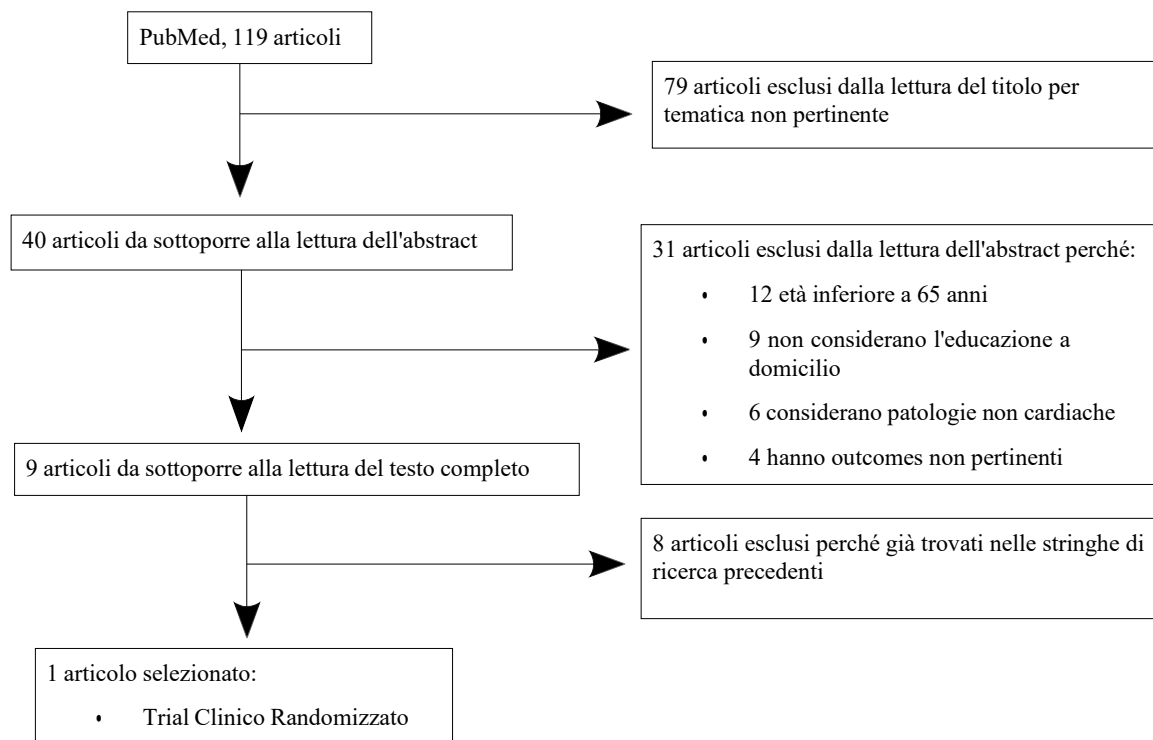 PubMed, 119 articoli
79 articoli esclusi dalla lettura del titolo per
tematica non pertinente
40 articoli da sottoporre alla lettura dell'abstract
31 articoli esclusi dalla lettura dell'abstract perché:
• 12 età inferiore a 65 anni
• 9 non considerano l'educazione a
domicilio
• 6 considerano patologie non cardiache
• 4 hanno outcomes non pertinenti
9 articoli da sottoporre alla lettura del testo completo
8 articoli esclusi perché già trovati nelle stringhe di
ricerca precedenti
1 articolo selezionato:
• Trial Clinico Randomizzato